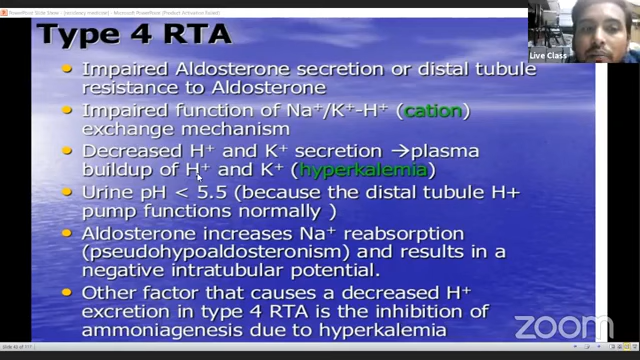 PowerPoint Slide Show - [nephrology medicine] - Microsoft PowerPoint (Product Activation Failed)
Type 4 RTA
Live Class
Impaired Aldosterone secretion or distal tubule
resistance to Aldosterone
Impaired function of Na⁺/K⁺-H⁺ (cation)
exchange mechanism
Decreased H⁺ and K⁺ secretion →plasma
buildup of H⁺ and K⁺ (hyperkalemia)
Urine pH < 5.5 (because the distal tubule H+
pump functions normally )
Aldosterone increases Na⁺ reabsorption
(pseudohypoaldosteronism) and results in a
negative intratubular potential.
Other factor that causes a decreased H⁺
excretion in type 4 RTA is the inhibition of
ammoniagenesis due to hyperkalemia
zoom